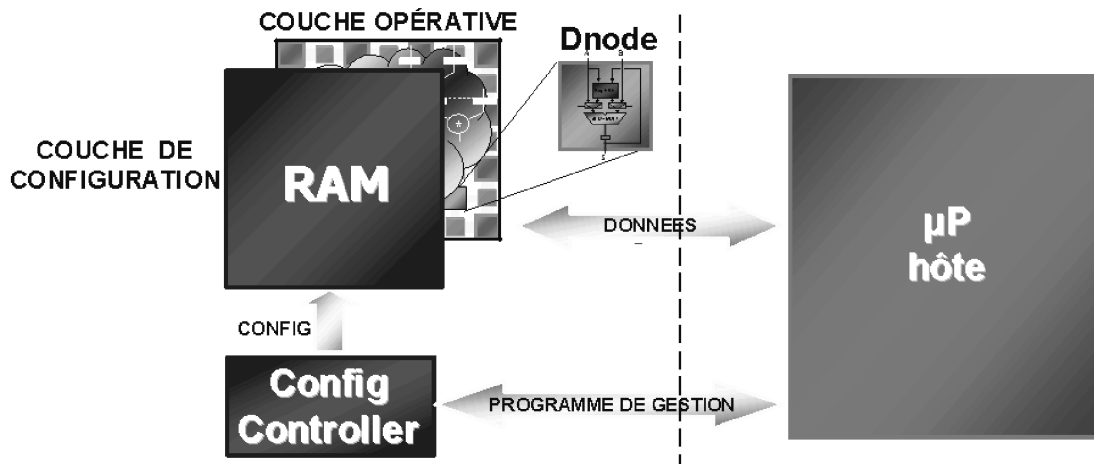 COUCHE OPÉRATIVE
Dnode
A B
COUCHE DE
CONFIGURATION
RAM
*
DONNEES
µP
hôte
CONFIG
Config
Controller
PROGRAMME DE GESTION